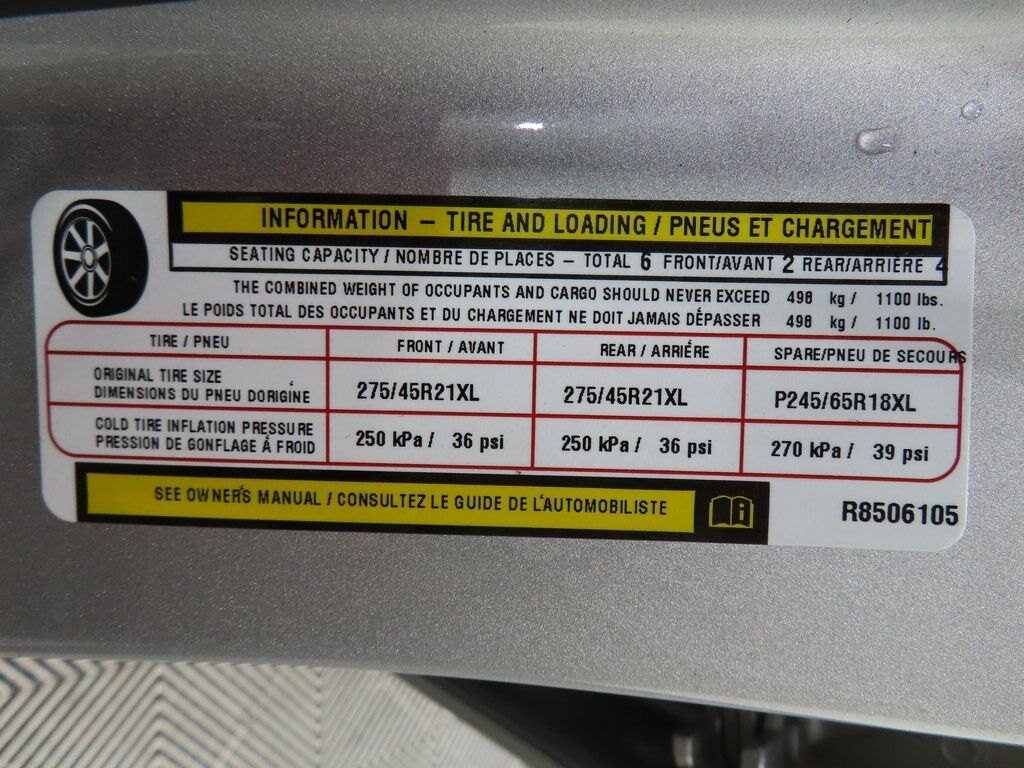 INFORMATION – TIRE AND LOADING / PNEUS ET CHARGEMENT
SEATING CAPACITY / NOMBRE DE PLACES – TOTAL 6 FRONT/AVANT 2 REAR/ARRIÉRE 4
THE COMBINED WEIGHT OF OCCUPANTS AND CARGO SHOULD NEVER EXCEED 498 kg / 1100 lbs.
LE POIDS TOTAL DES OCCUPANTS ET DU CHARGEMENT NE DOIT JAMAIS DÉPASSER 498 kg / 1100 lb.
TIRE / PNEU FRONT / AVANT REAR / ARRIÉRE SPARE/PNEU DE SECOURS
ORIGINAL TIRE SIZE
DIMENSIONS DU PNEU DORIGINE 275/45R21XL 275/45R21XL P245/65R18XL
COLD TIRE INFLATION PRESSURE
PRESSION DE GONFLAGE À FROID 250 kPa / 36 psi 250 kPa / 36 psi 270 kPa / 39 psi
SEE OWNER'S MANUAL / CONSULTEZ LE GUIDE DE L'AUTOMOBILISTE
R8506105